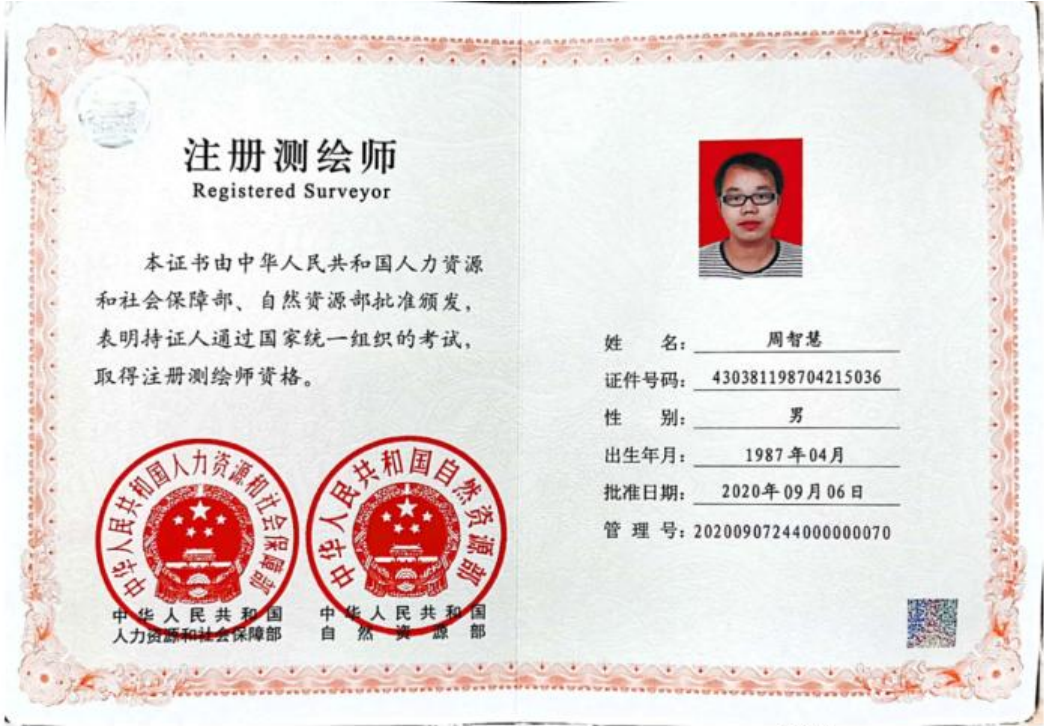 注册测绘师
Registered Surveyor
本证书由中华人民共和国人力资源
和社会保障部、自然资源部批准颁发，
表明持证人通过国家统一组织的考试，
取得注册测绘师资格。
中华人民共和国人力资源和社会保障部
中华人民共和国自然资源部
中华人民共和国
人力资源和社会保障部
中华人民共和国
自然资源部
姓 名：周智慧
证件号码：430381198704215036
性 别：男
出生年月：1987年04月
批准日期：2020年09月06日
管 理 号：20200907244000000070